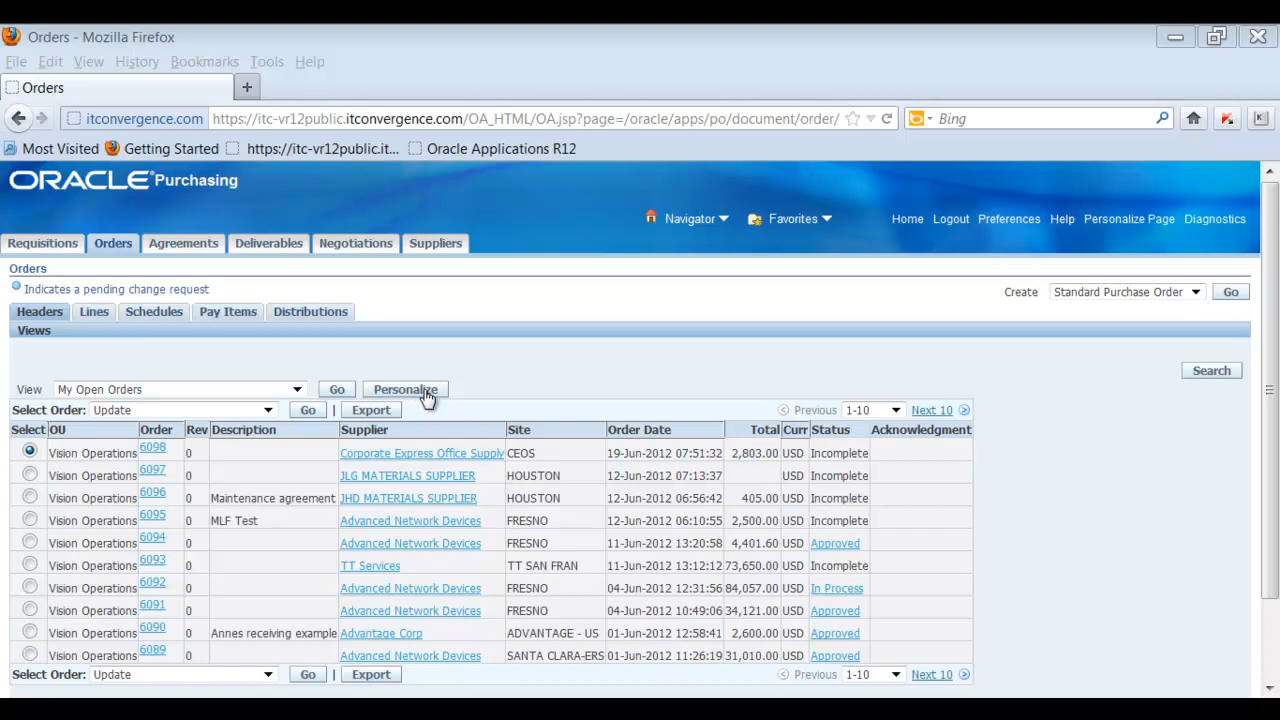 Orders - Mozilla Firefox
File Edit View History Bookmarks Tools Help
Orders +
itconvergence.com https://itc-vr12public.itconvergence.com/OA_HTML/OA.jsp?page=/oracle/apps/po/document/order/ Bing
Most Visited Getting Started https://itc-vr12public.it... Oracle Applications R12
ORACLE Purchasing
Navigator Favorites Home Logout Preferences Help Personalize Page Diagnostics
Requisitions Orders Agreements Deliverables Negotiations Suppliers
Orders
Indicates a pending change request
Create Standard Purchase Order Go
Headers Lines Schedules Pay Items Distributions
Views
Search
View My Open Orders Go Personalize
Select Order: Update Go | Export Previous 1-10 Next 10
Select OU Order Rev Description Supplier Site Order Date Total Curr Status Acknowledgment
Vision Operations 6098 0 Corporate Express Office Supply CEOS 19-Jun-2012 07:51:32 2,803.00 USD Incomplete
Vision Operations 6097 0 JLG MATERIALS SUPPLIER HOUSTON 12-Jun-2012 07:13:37 USD Incomplete
Vision Operations 6096 0 Maintenance agreement JHD MATERIALS SUPPLIER HOUSTON 12-Jun-2012 06:56:42 405.00 USD Incomplete
Vision Operations 6095 0 MLF Test Advanced Network Devices FRESNO 12-Jun-2012 06:10:55 2,500.00 USD Incomplete
Vision Operations 6094 0 Advanced Network Devices FRESNO 11-Jun-2012 13:20:58 4,401.60 USD Approved
Vision Operations 6093 0 TT Services TT SAN FRAN 11-Jun-2012 13:12:12 73,650.00 USD Incomplete
Vision Operations 6092 0 Advanced Network Devices FRESNO 04-Jun-2012 12:31:56 84,057.00 USD In Process
Vision Operations 6091 0 Advanced Network Devices FRESNO 04-Jun-2012 10:49:06 34,121.00 USD Approved
Vision Operations 6090 0 Annes receiving example Advantage Corp ADVANTAGE - US 01-Jun-2012 12:58:41 2,600.00 USD Approved
Vision Operations 6089 0 Advanced Network Devices SANTA CLARA-ERS 01-Jun-2012 11:26:19 31,010.00 USD Approved
Select Order: Update Go | Export Previous 1-10 Next 10